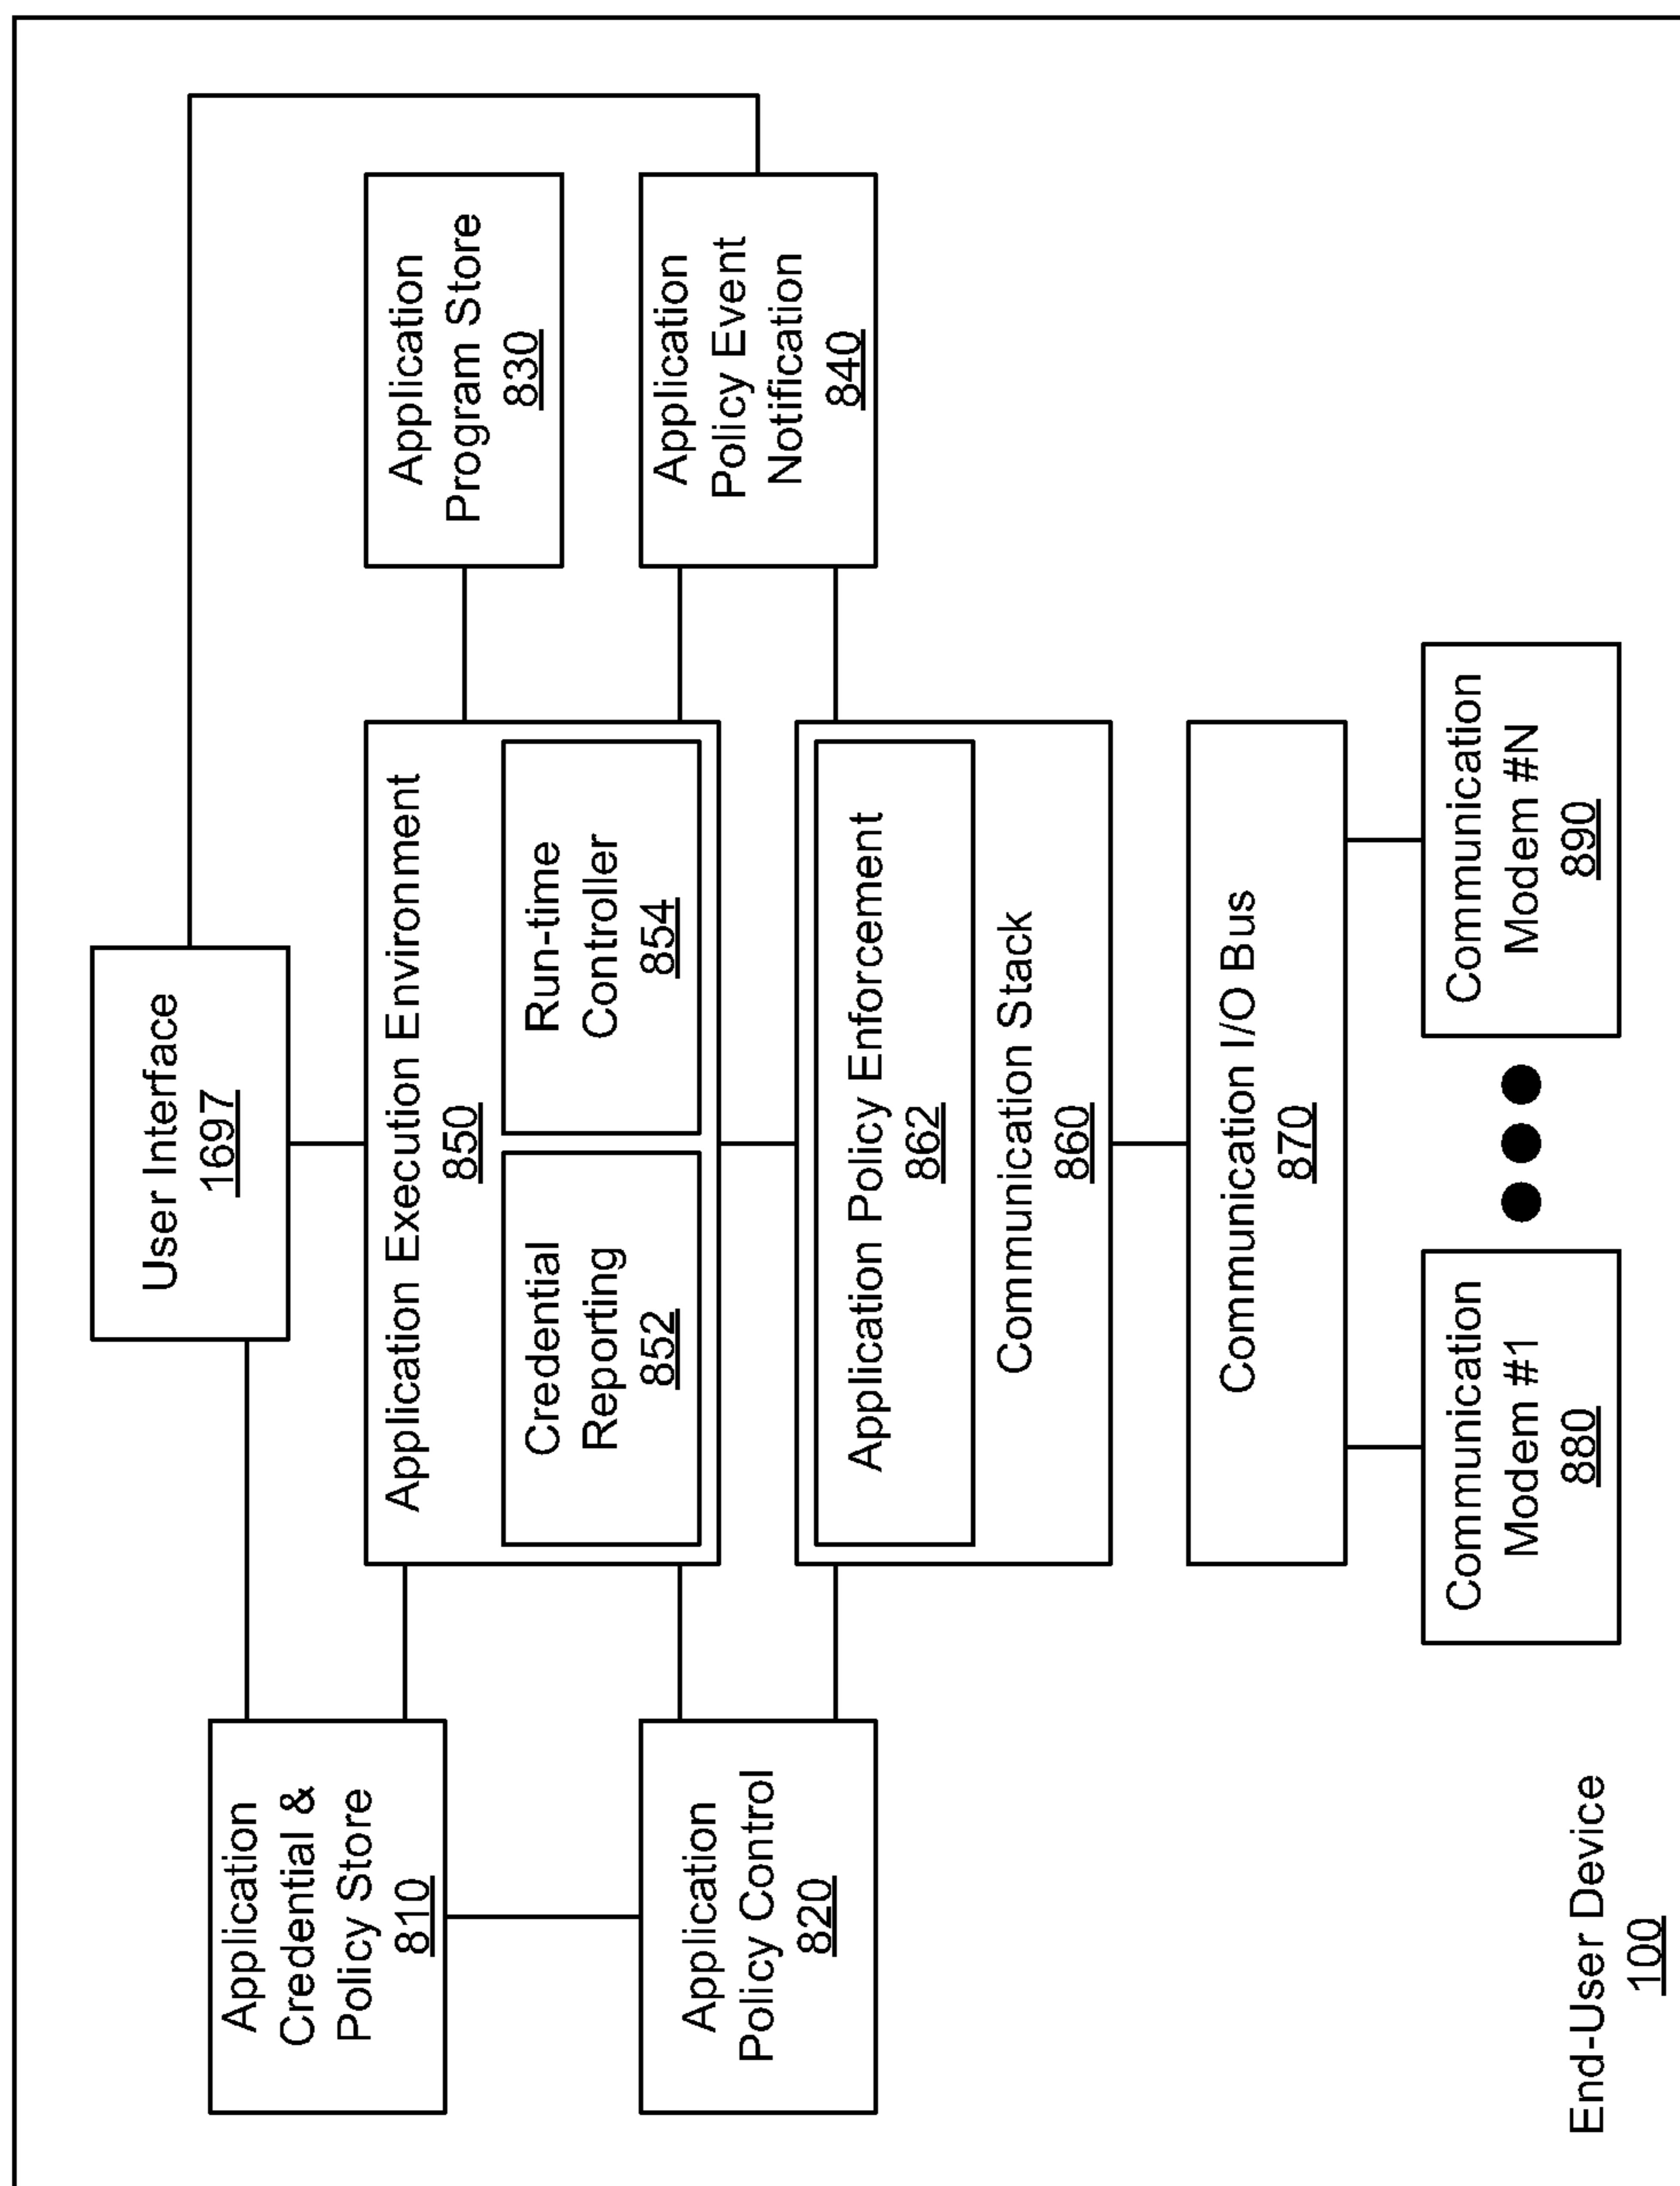 User Interface
1697
Application
Credential &
Policy Store
810
Application Execution Environment
850
Credential
Reporting
852
Run-time
Controller
854
Application
Program Store
830
Application
Policy Control
820
Application Policy Enforcement
862
Communication Stack
860
Application
Policy Event
Notification
840
Communication I/O Bus
870
Communication
Modem #1
880
Communication
Modem #N
890
End-User Device
100